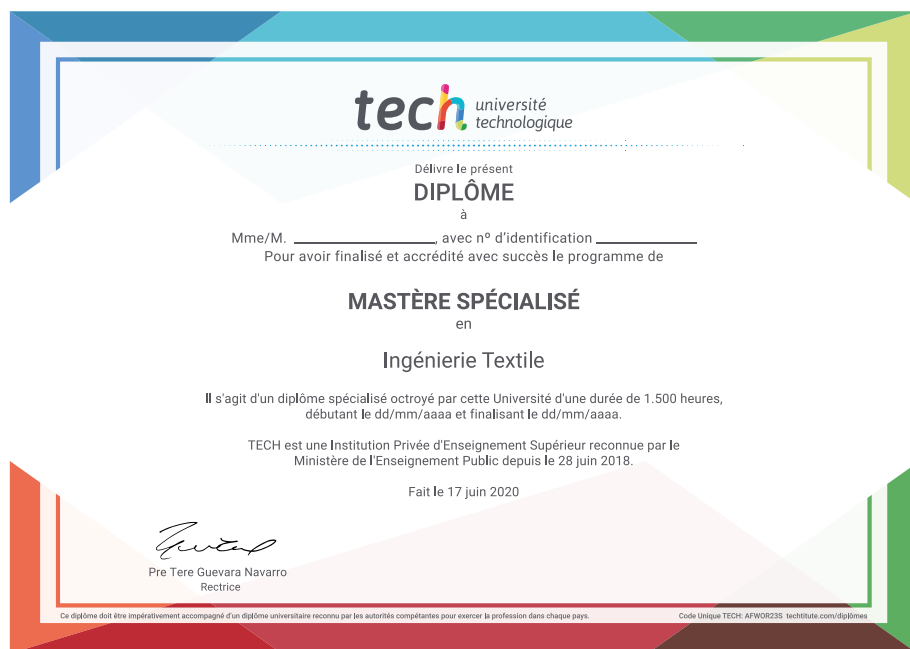 tech université
technologique
Délivre le présent
DIPLÔME
à
Mme/M. ____________________, avec nº d'identification ______________
Pour avoir finalisé et accrédité avec succès le programme de
MASTÈRE SPÉCIALISÉ
en
Ingénierie Textile
Il s'agit d'un diplôme spécialisé octroyé par cette Université d'une durée de 1.500 heures,
débutant le dd/mm/aaaa et finalisant le dd/mm/aaaa.
TECH est une Institution Privée d'Enseignement Supérieur reconnue par le
Ministère de l'Enseignement Public depuis le 28 juin 2018.
Fait le 17 juin 2020
Pre Tere Guevara Navarro
Rectrice
Ce diplôme doit être impérativement accompagné d'un diplôme universitaire reconnu par les autorités compétentes pour exercer la profession dans chaque pays.
Code Unique TECH: AFWOR23S techtitute.com/diplômes